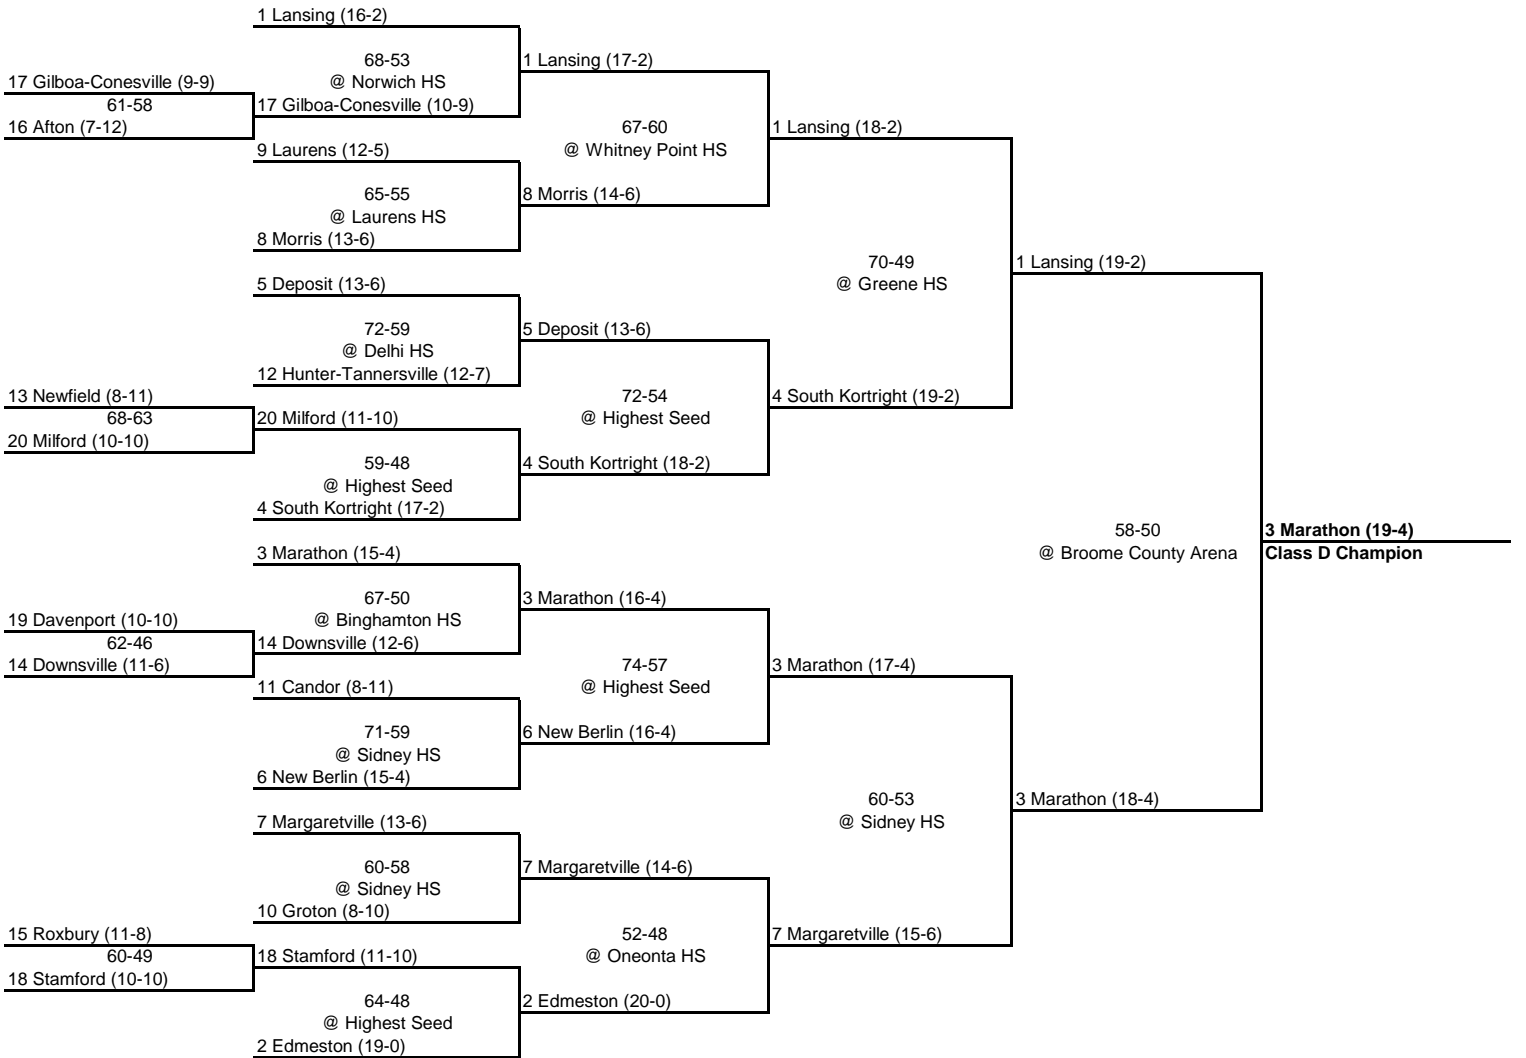 1 Lansing (16-2)
68-53
@ Norwich HS
1 Lansing (17-2)
17 Gilboa-Conesville (9-9)
61-58
17 Gilboa-Conesville (10-9)
16 Afton (7-12)
67-60
@ Whitney Point HS
1 Lansing (18-2)
9 Laurens (12-5)
65-55
@ Laurens HS
8 Morris (14-6)
8 Morris (13-6)
70-49
@ Greene HS
1 Lansing (19-2)
5 Deposit (13-6)
72-59
@ Delhi HS
5 Deposit (13-6)
12 Hunter-Tannersville (12-7)
13 Newfield (8-11)
68-63
20 Milford (11-10)
20 Milford (10-10)
72-54
@ Highest Seed
4 South Kortright (19-2)
59-48
@ Highest Seed
4 South Kortright (18-2)
4 South Kortright (17-2)
58-50
@ Broome County Arena
3 Marathon (19-4)
Class D Champion
3 Marathon (15-4)
67-50
@ Binghamton HS
3 Marathon (16-4)
19 Davenport (10-10)
62-46
14 Downsville (12-6)
14 Downsville (11-6)
74-57
@ Highest Seed
3 Marathon (17-4)
11 Candor (8-11)
71-59
@ Sidney HS
6 New Berlin (16-4)
6 New Berlin (15-4)
60-53
@ Sidney HS
3 Marathon (18-4)
7 Margaretville (13-6)
60-58
@ Sidney HS
7 Margaretville (14-6)
10 Groton (8-10)
15 Roxbury (11-8)
60-49
18 Stamford (11-10)
18 Stamford (10-10)
52-48
@ Oneonta HS
7 Margaretville (15-6)
64-48
@ Highest Seed
2 Edmeston (20-0)
2 Edmeston (19-0)